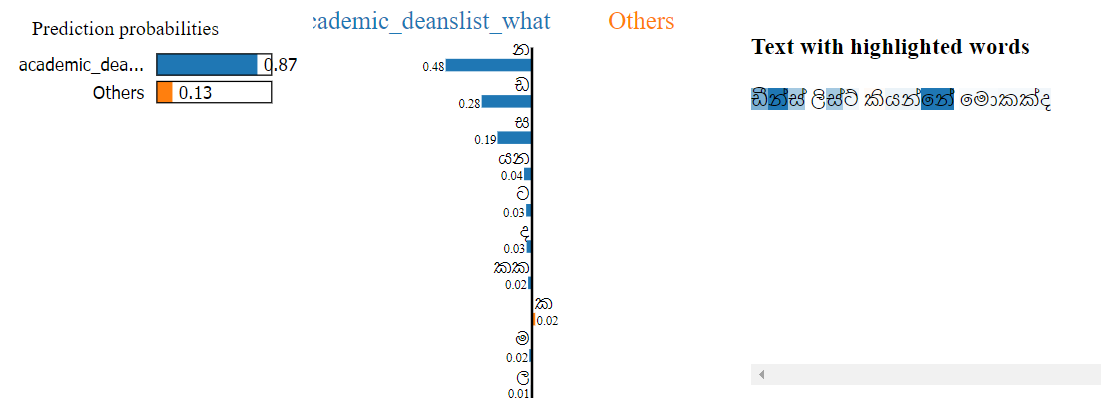 Prediction probabilities
academic_dea... 0.87
Others 0.13
cademic_deanslist_what Others
න
0.48
ඩ
0.28
ස
0.19
යන
0.04
ට
0.03
ද
0.03
කක
0.02
ක
0.02
ම
0.02
ල
0.01
Text with highlighted words
ඩීන්ස් ලිස්ට් කියන්නේ මොකක්ද